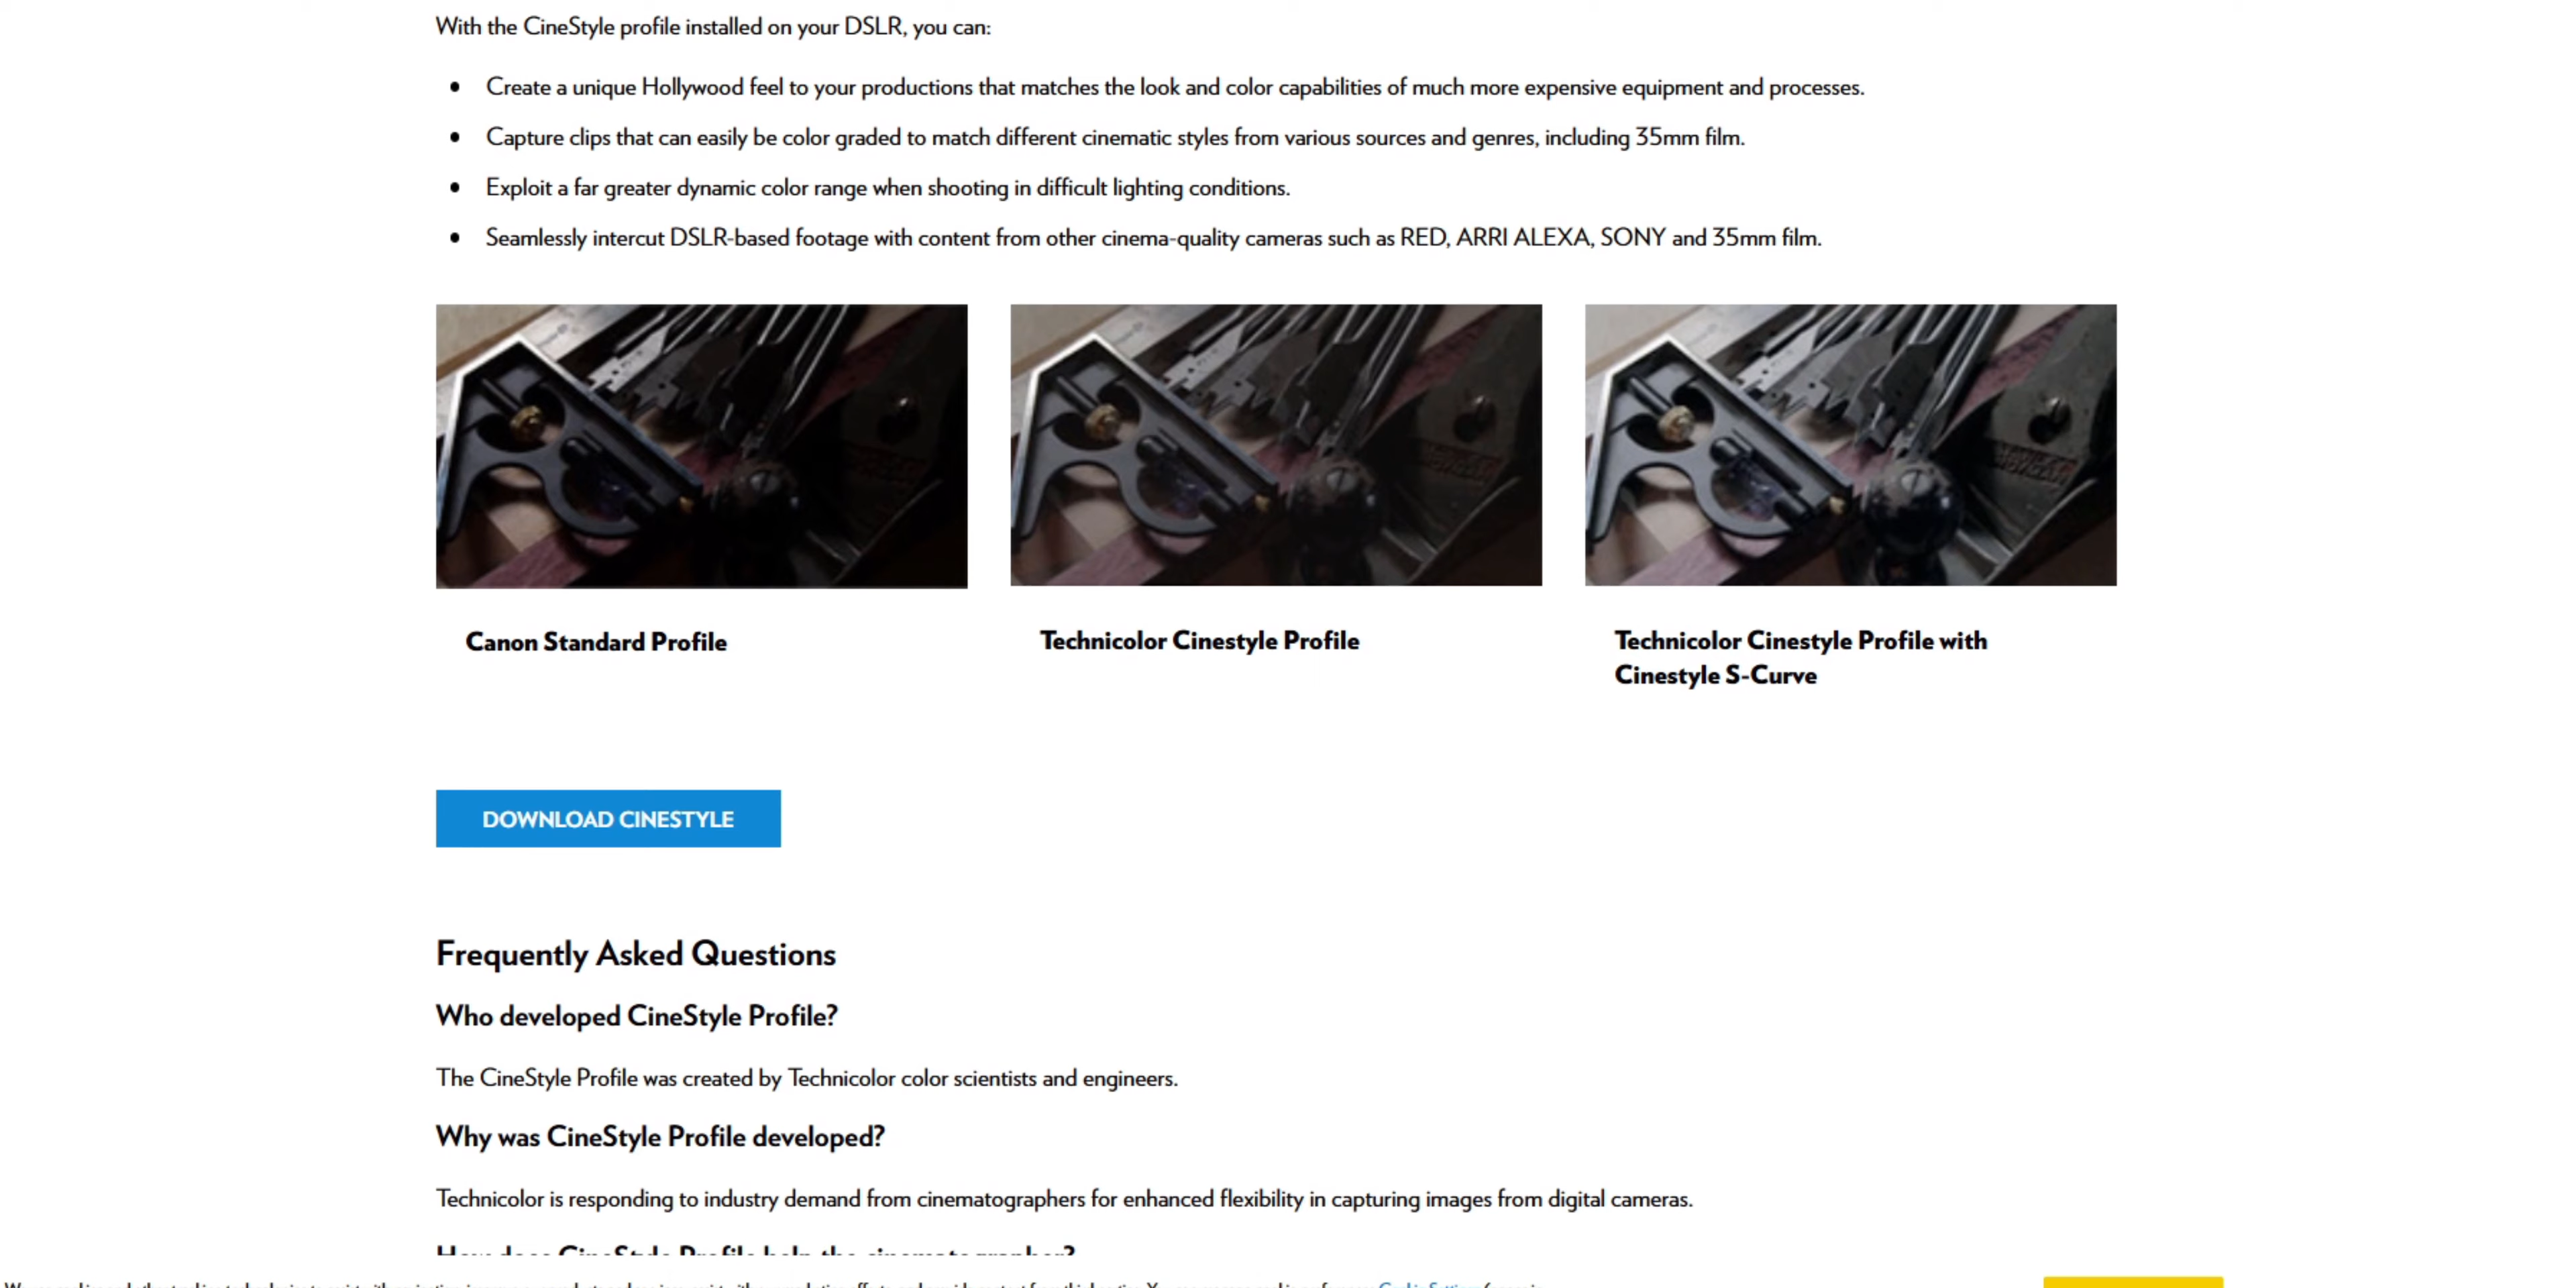 With the CineStyle profile installed on your DSLR, you can:
Create a unique Hollywood feel to your productions that matches the look and color capabilities of much more expensive equipment and processes.
Capture clips that can easily be color graded to match different cinematic styles from various sources and genres, including 35mm film.
Exploit a far greater dynamic color range when shooting in difficult lighting conditions.
Seamlessly intercut DSLR-based footage with content from other cinema-quality cameras such as RED, ARRI ALEXA, SONY and 35mm film.
Canon Standard Profile
Technicolor Cinestyle Profile
Technicolor Cinestyle Profile with
Cinestyle S-Curve
DOWNLOAD CINESTYLE
Frequently Asked Questions
Who developed CineStyle Profile?
The CineStyle Profile was created by Technicolor color scientists and engineers.
Why was CineStyle Profile developed?
Technicolor is responding to industry demand from cinematographers for enhanced flexibility in capturing images from digital cameras.
How does CineStyle Profile help the cinematographer?